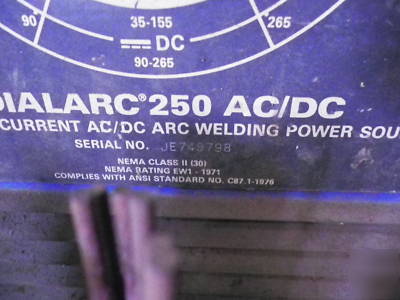 90
35-155
265
DC
90-265
DIALARC® 250 AC/DC
CURRENT AC/DC ARC WELDING POWER SOU
SERIAL NO. JE749798
NEMA CLASS II (30)
NEMA RATING EW1 - 1971
COMPLIES WITH ANSI STANDARD NO. C87.1-1976